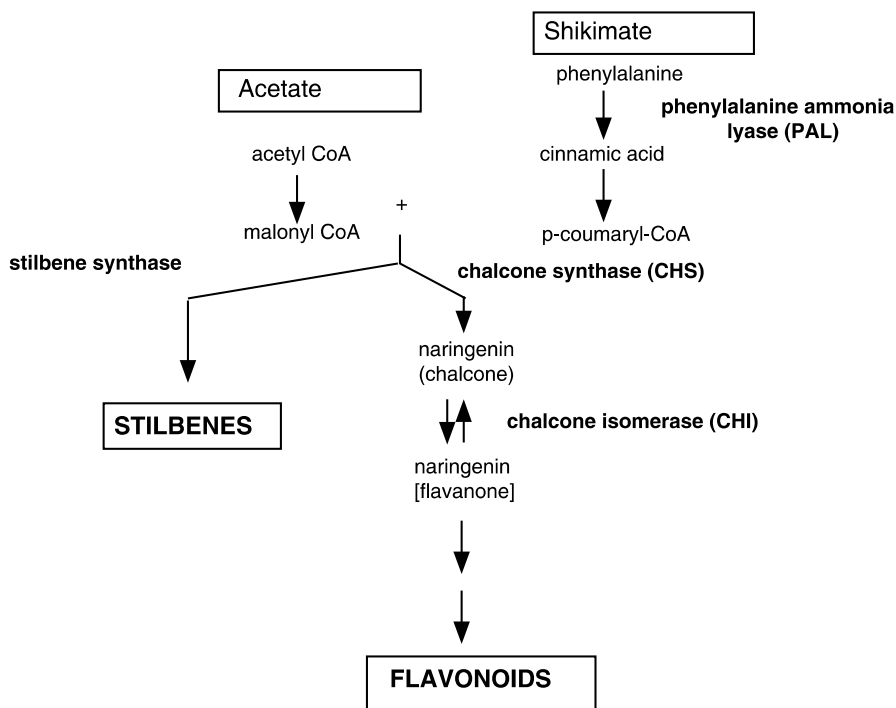 Shikimate
Acetate
phenylalanine
phenylalanine ammonia
lyase (PAL)
acetyl CoA
cinnamic acid
+
malonyl CoA
p-coumaryl-CoA
stilbene synthase
chalcone synthase (CHS)
naringenin
(chalcone)
STILBENES
chalcone isomerase (CHI)
naringenin
[flavanone]
FLAVONOIDS